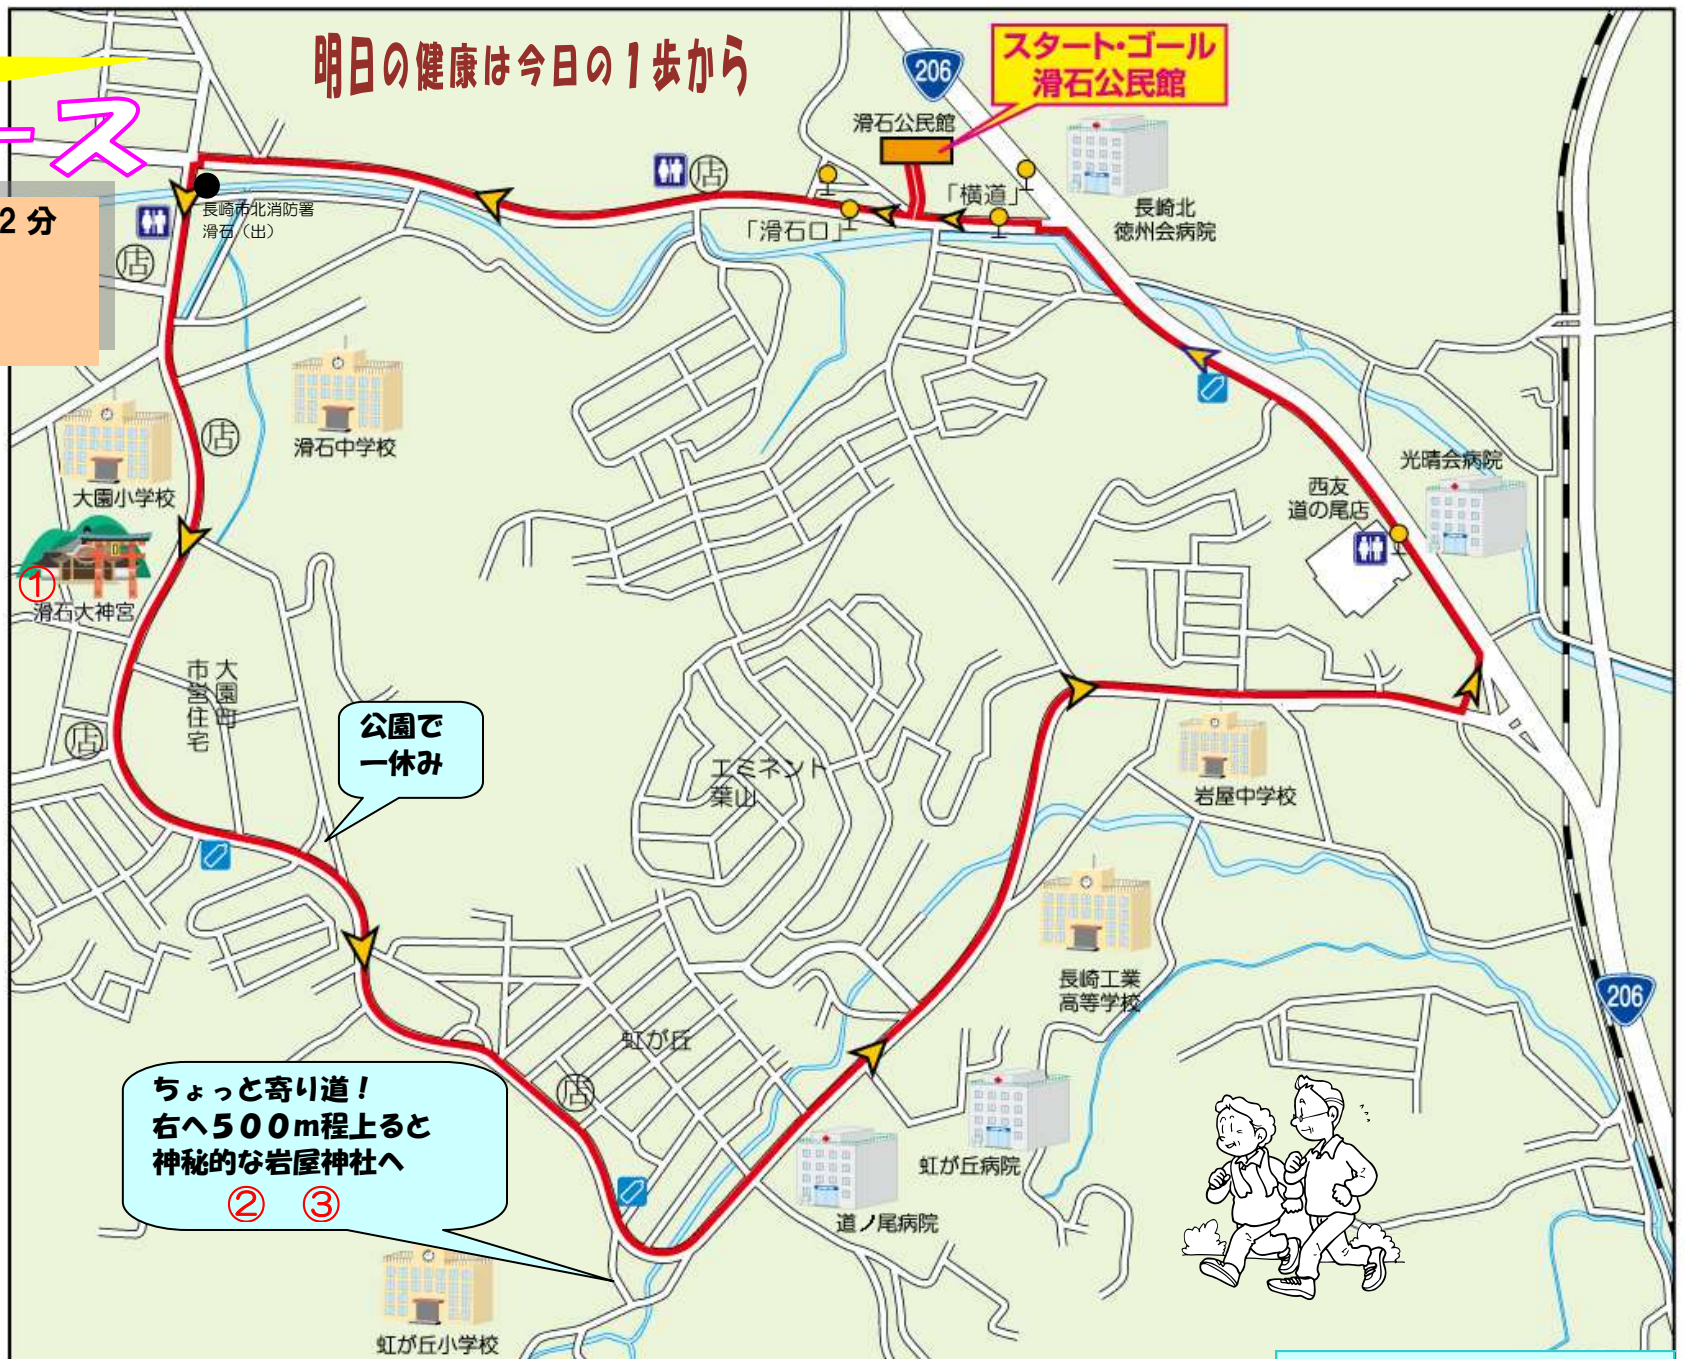 明日の健康は今日の１歩から
ース
2 分
206
スタート・ゴール
滑石公民館
滑石公民館
「横道」
「滑石口」
長崎北
徳州会病院
店
長崎市北消防署
滑石（出）
店
滑石中学校
店
大園小学校
①
滑石大神宮
光晴会病院
西友
道の尾店
大園町
市営住宅
店
公園で
一休み
エミネント
葉山
岩屋中学校
長崎工業
高等学校
206
虹が丘
店
ちょっと寄り道！
右へ５００ｍ程上ると
神秘的な岩屋神社へ
② ③
虹が丘病院
道ノ尾病院
虹が丘小学校